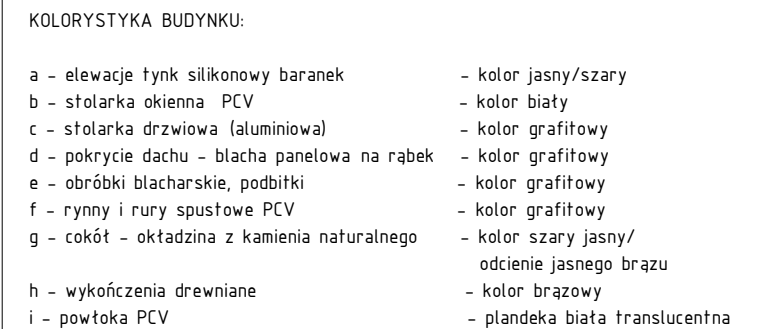 KOLORYSTYKA BUDYNKU:
a - elewacje tynk silikonowy baranek - kolor jasny/szary
b - stolarka okienna PCV - kolor biały
c - stolarka drzwiowa (aluminiowa) - kolor grafitowy
d - pokrycie dachu - blacha panelowa na rąbek - kolor grafitowy
e - obróbki blacharskie, podbitki - kolor grafitowy
f - rynny i rury spustowe PCV - kolor grafitowy
g - cokół - okładzina z kamienia naturalnego - kolor szary jasny/
odcienie jasnego brązu
h - wykończenia drewniane - kolor brązowy
i - powłoka PCV - plandeka biała translucentna